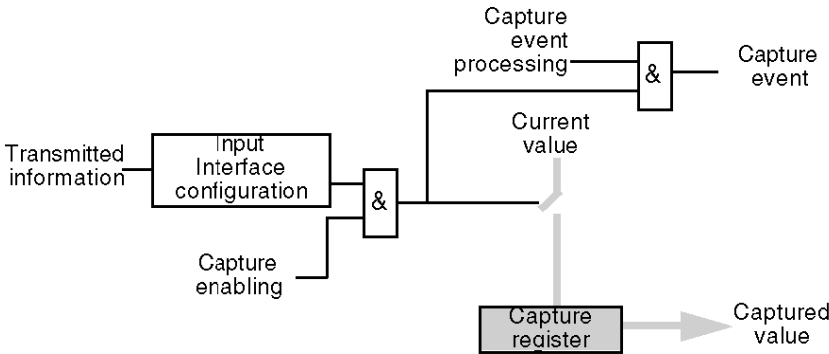 Capture
event
processing
&
Capture
event
Current
value
Transmitted
information
Input
Interface
configuration
&
Capture
enabling
Capture
register
Captured
value